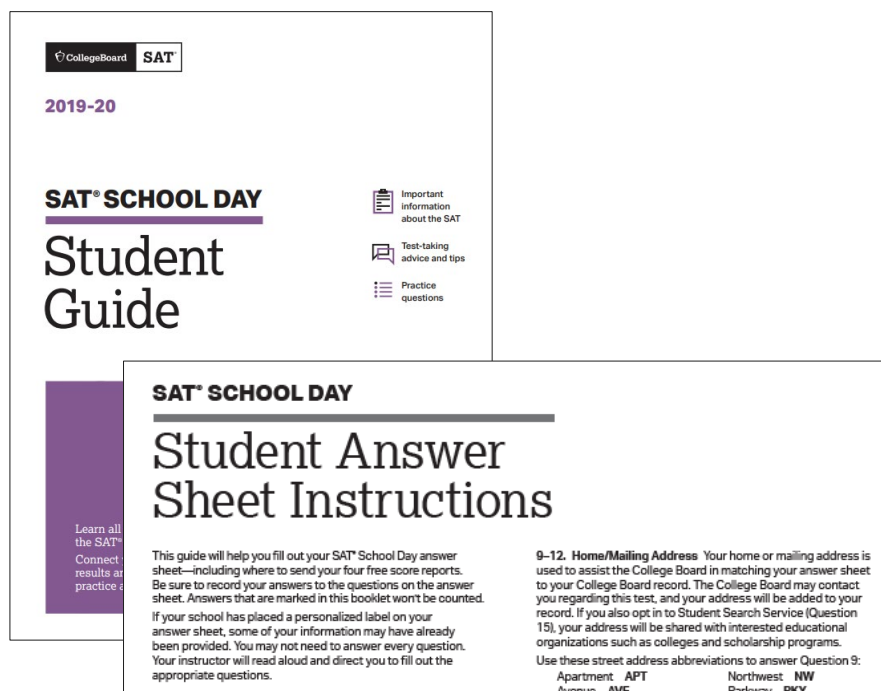 CollegeBoard SAT®
2019-20
SAT® SCHOOL DAY
Student
Guide
Important
information
about the SAT
Test-taking
advice and tips
Practice
questions
Learn all
the SAT®
Connect
results
practice
SAT® SCHOOL DAY
Student Answer
Sheet Instructions
This guide will help you fill out your SAT® School Day answer
sheet—including where to send your four free score reports.
Be sure to record your answers to the questions on the answer
sheet. Answers that are marked in this booklet won't be counted.
If your school has placed a personalized label on your
answer sheet, some of your information may have already
been provided. You may not need to answer every question.
Your instructor will read aloud and direct you to fill out the
appropriate questions.
9–12. Home/Mailing Address Your home or mailing address is
used to assist the College Board in matching your answer sheet
to your College Board record. The College Board may contact
you regarding this test, and your address will be added to your
record. If you also opt in to Student Search Service (Question
15), your address will be shared with interested educational
organizations such as colleges and scholarship programs.
Use these street address abbreviations to answer Question 9:
Apartment APT Northwest NW
Avenue AVE Parkway PKY